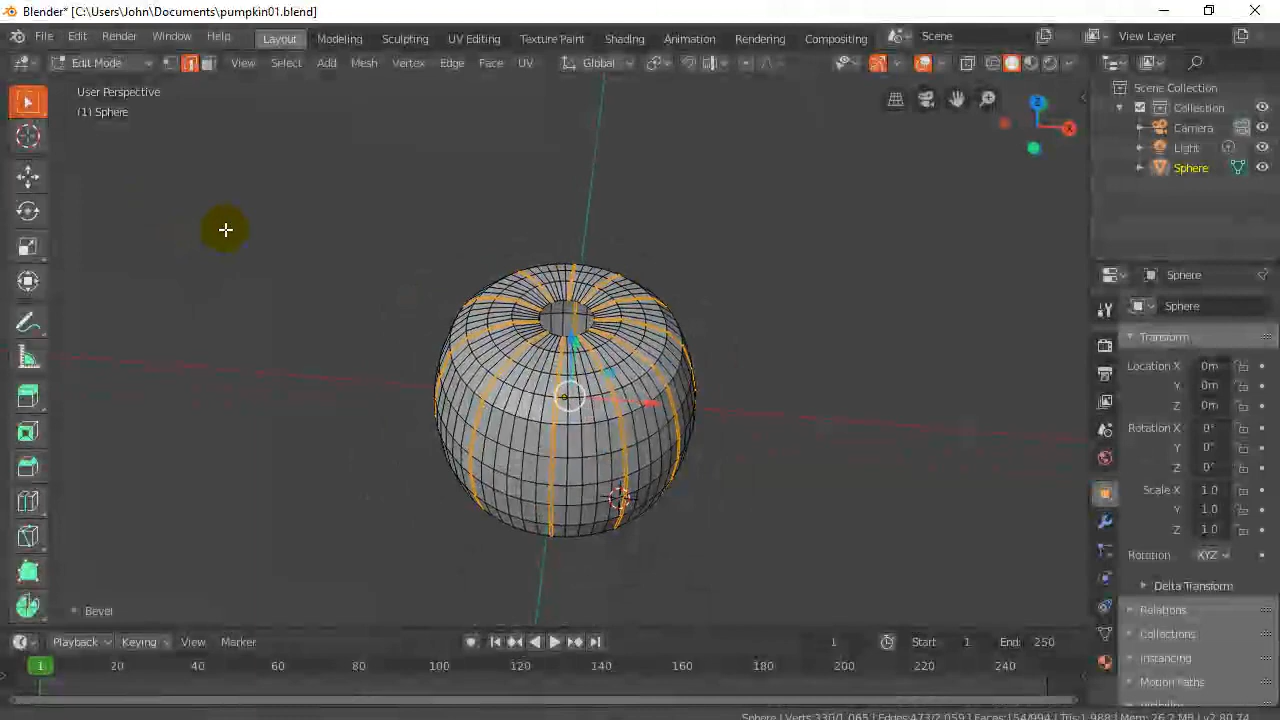 Blender* [C:\Users\John\Documents\pumpkin01.blend]
File Edit Render Window Help Layout Modeling Sculpting UV Editing Texture Paint Shading Animation Rendering Compositing Scene View Layer
Edit Mode View Select Add Mesh Vertex Edge Face UV Global
User Perspective
(1) Sphere
Z
X
Scene Collection
Collection
Camera
Light
Sphere
Sphere
Sphere
Transform
Location X 0m
Y 0m
Z 0m
Rotation X 0°
Y 0°
Z 0°
Scale X 1.0
Y 1.0
Z 1.0
Rotation XYZ
Delta Transform
Relations
Collections
Instancing
Motion Paths
Bevel
Playback Keying View Marker 1 Start: 1 End: 250
1 20 40 60 80 100 120 140 160 180 200 220 240